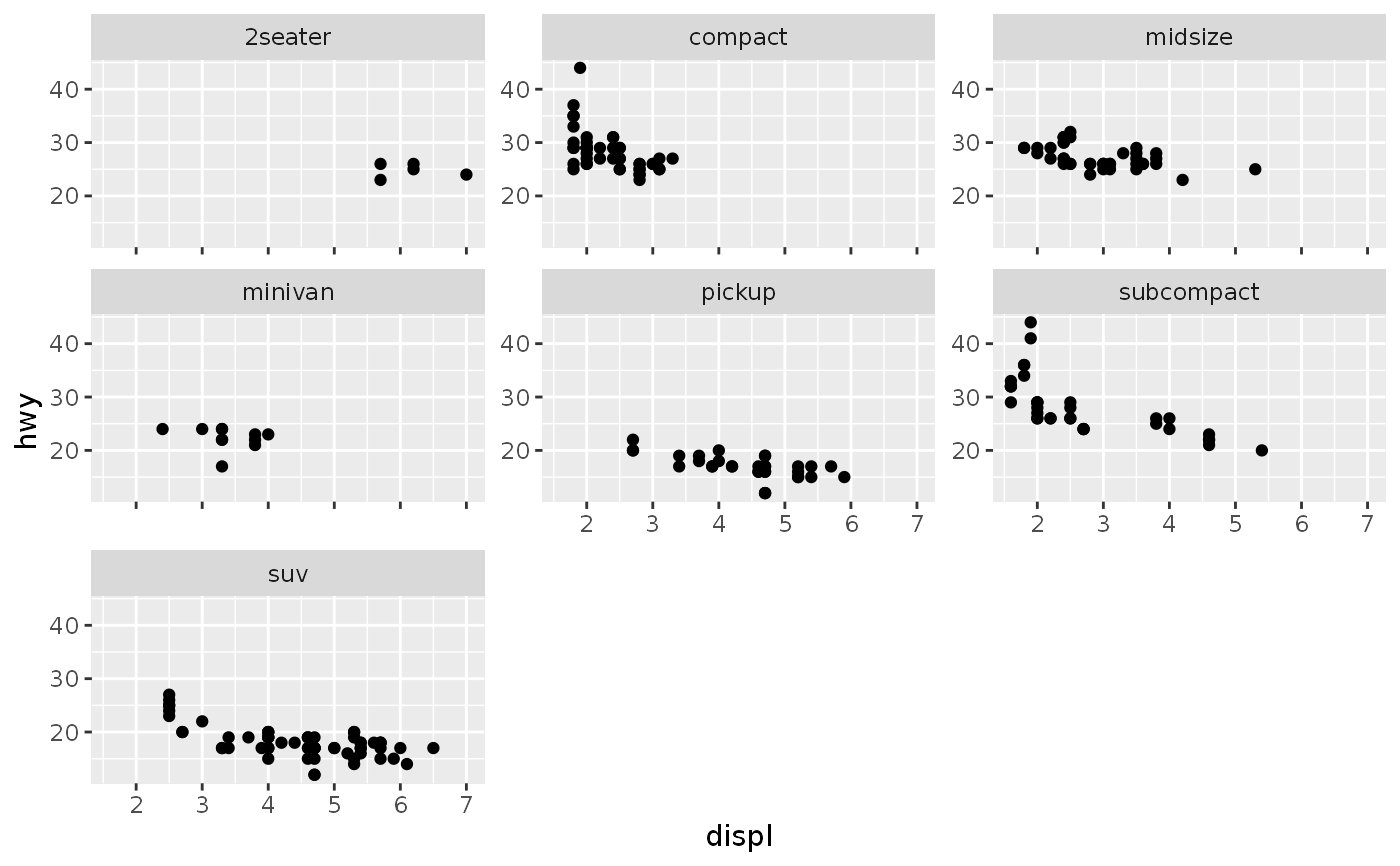 2seater compact midsize
40 40 40
30 30 30
20 20 20
minivan pickup subcompact
40 40 40
30 30 30
20 20 20
hwy
2 3 4 5 6 7 2 3 4 5 6 7
suv
40
30
20
2 3 4 5 6 7
displ